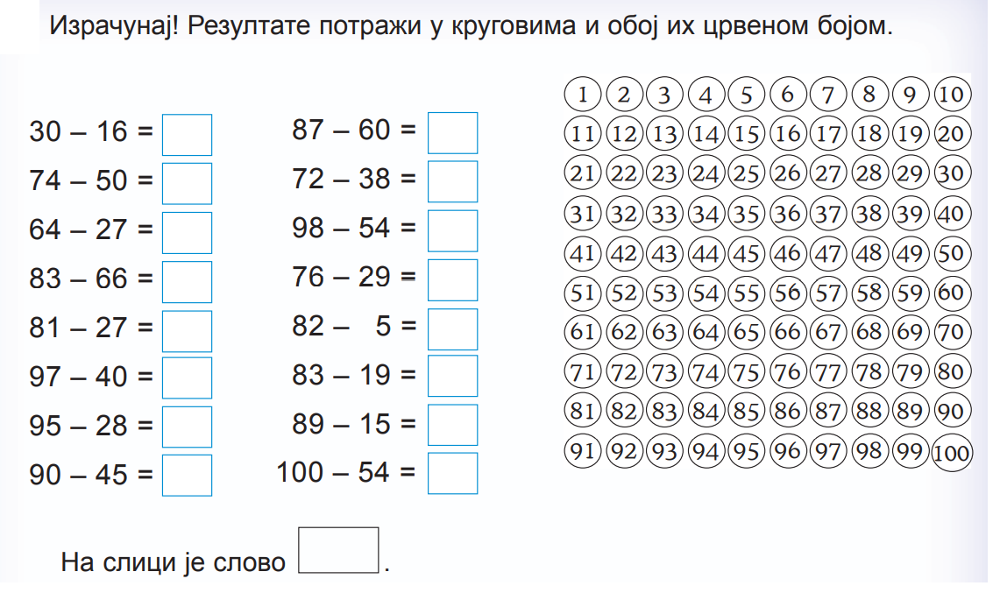 Израчунај! Резултате потражи у круговима и обој их црвеном бојом.
30 – 16 =
74 – 50 =
64 – 27 =
83 – 66 =
81 – 27 =
97 – 40 =
95 – 28 =
90 – 45 =
87 – 60 =
72 – 38 =
98 – 54 =
76 – 29 =
82 – 5 =
83 – 19 =
89 – 15 =
100 – 54 =
1 2 3 4 5 6 7 8 9 10
11 12 13 14 15 16 17 18 19 20
21 22 23 24 25 26 27 28 29 30
31 32 33 34 35 36 37 38 39 40
41 42 43 44 45 46 47 48 49 50
51 52 53 54 55 56 57 58 59 60
61 62 63 64 65 66 67 68 69 70
71 72 73 74 75 76 77 78 79 80
81 82 83 84 85 86 87 88 89 90
91 92 93 94 95 96 97 98 99 100
На слици је слово .